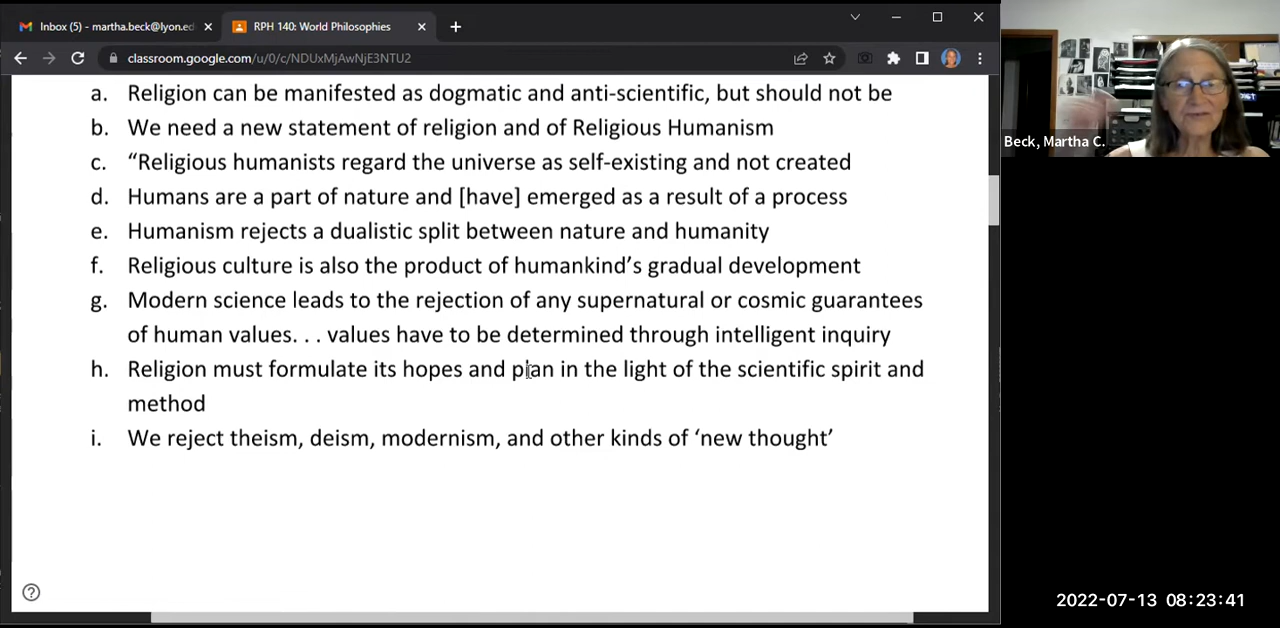 Inbox (5) - martha.beck@lyon.ed
RPH 140: World Philosophies
classroom.google.com/u/0/c/NDUxMjAwNjE3NTU2
a. Religion can be manifested as dogmatic and anti-scientific, but should not be
b. We need a new statement of religion and of Religious Humanism
c. “Religious humanists regard the universe as self-existing and not created
d. Humans are a part of nature and [have] emerged as a result of a process
e. Humanism rejects a dualistic split between nature and humanity
f. Religious culture is also the product of humankind’s gradual development
g. Modern science leads to the rejection of any supernatural or cosmic guarantees
of human values. . . values have to be determined through intelligent inquiry
h. Religion must formulate its hopes and plan in the light of the scientific spirit and
method
i. We reject theism, deism, modernism, and other kinds of ‘new thought’
Beck, Martha C.
2022-07-13 08:23:41